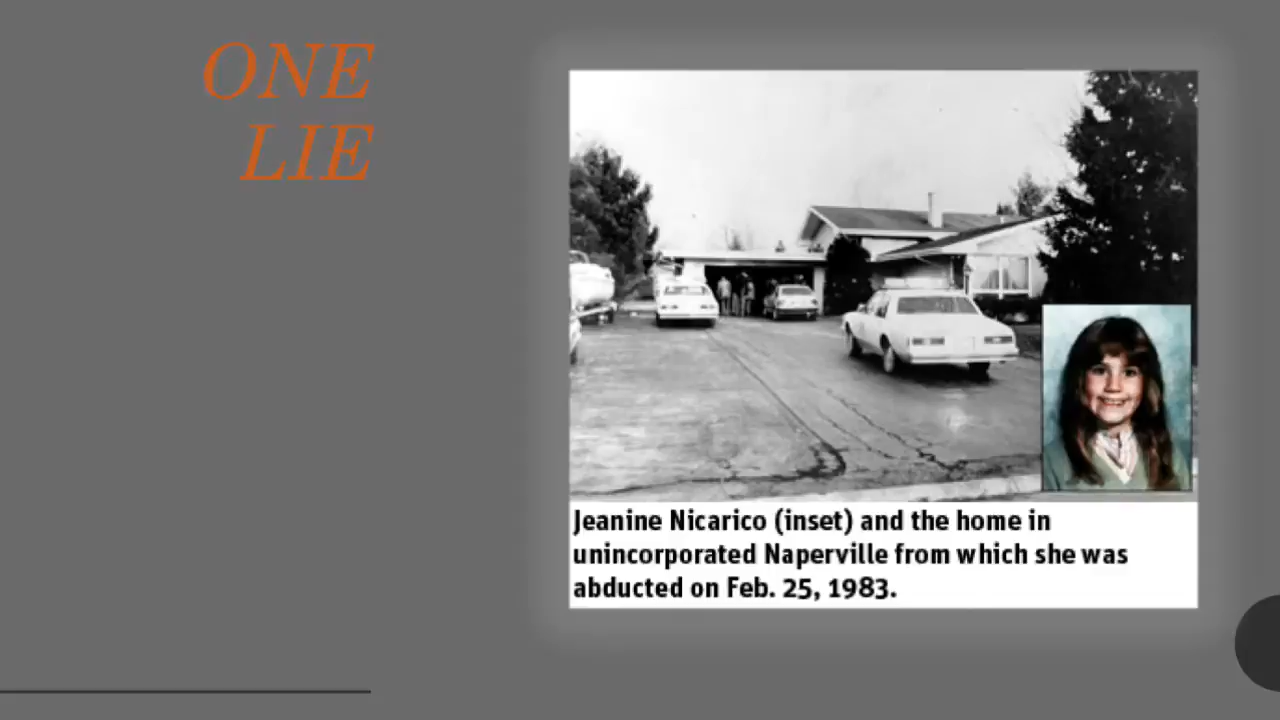 ONE
LIE
Jeanine Nicarico (inset) and the home in
unincorporated Naperville from which she was
abducted on Feb. 25, 1983.